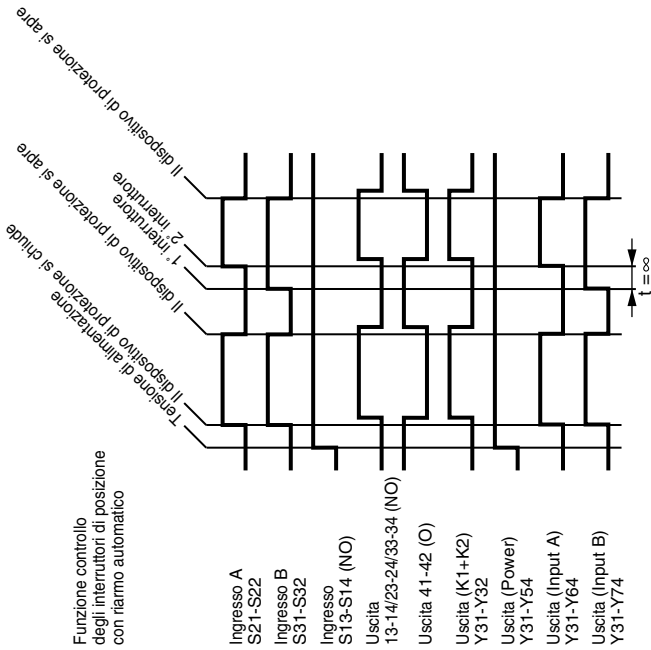 Funzione controllo
degli interruttori di posizione
con riarmo automatico
Tensione di alimentazione
Il dispositivo di protezione si chiude
Il dispositivo di protezione si apre
1° interruttore
2° interruttore
Il dispositivo di protezione si apre
Ingresso A
S21-S22
Ingresso B
S31-S32
Ingresso
S13-S14 (NO)
Uscita
13-14/23-24/33-34 (NO)
Uscita 41-42 (O)
Uscita (K1+K2)
Y31-Y32
Uscita (Power)
Y31-Y54
Uscita (Input A)
Y31-Y64
Uscita (Input B)
Y31-Y74
t = ∞